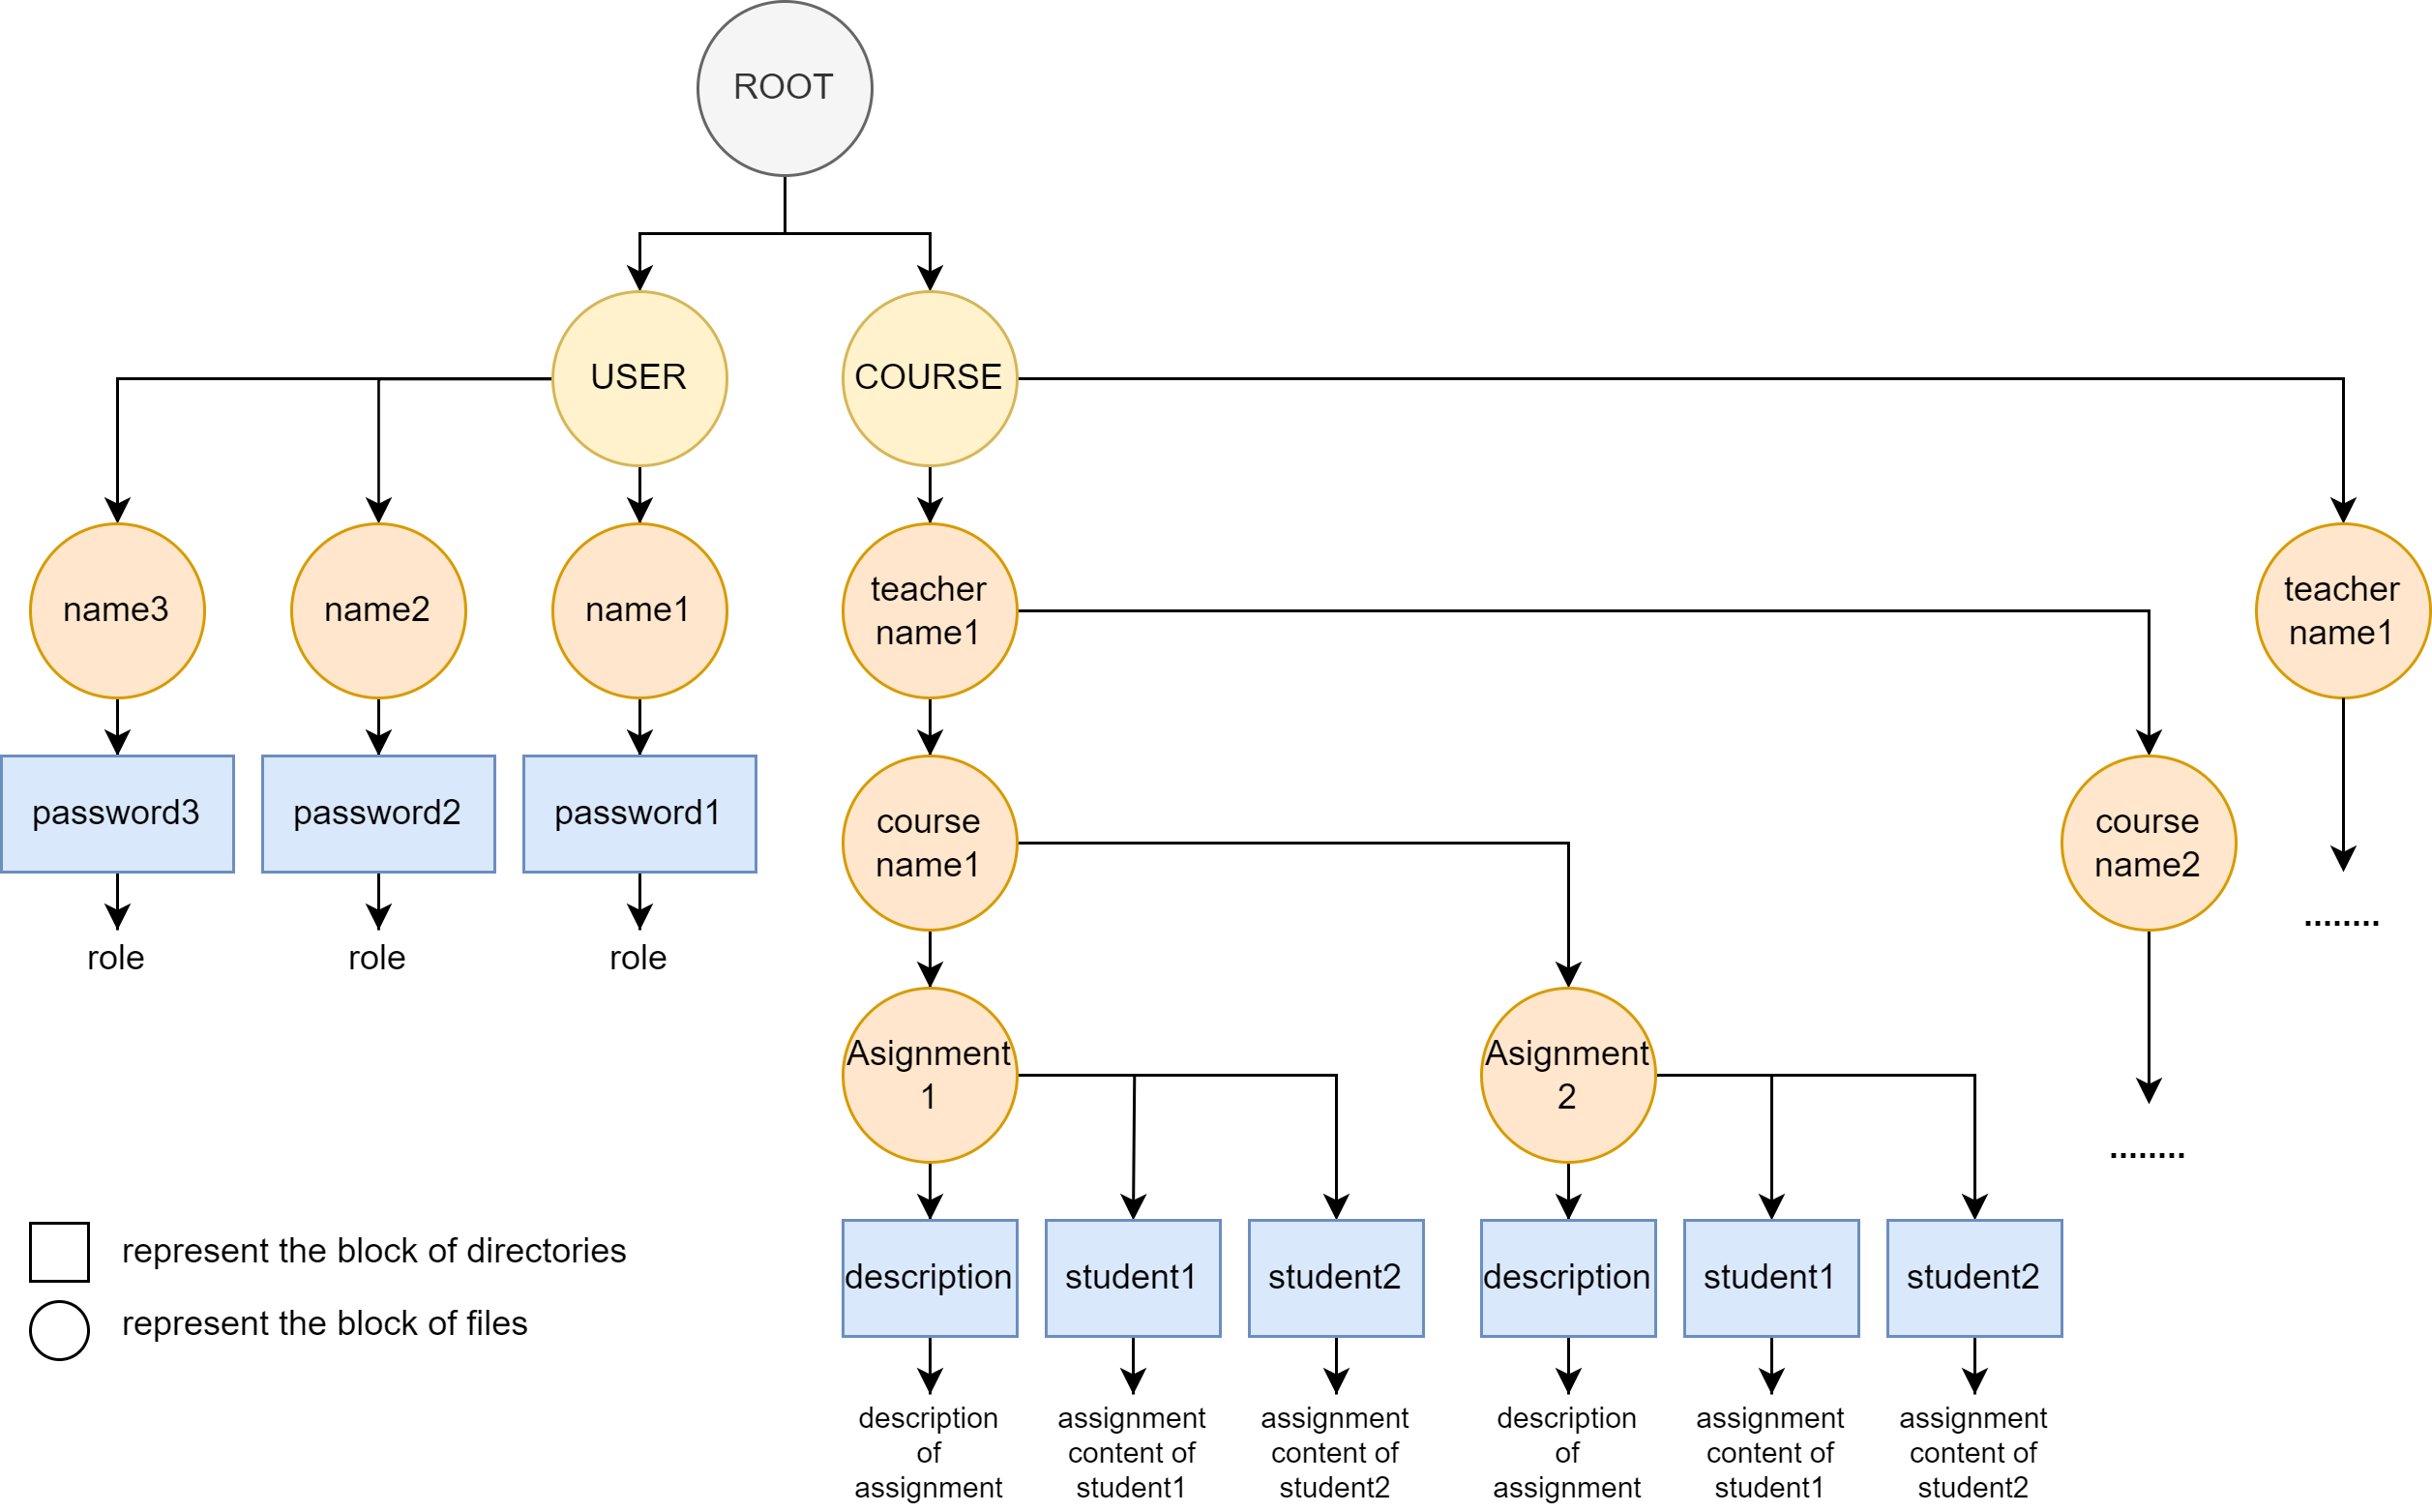 ROOT
USER
COURSE
name3
name2
name1
teacher
name1
teacher
name1
password3
password2
password1
course
name1
course
name2
........
role
role
role
Asignment
1
Asignment
2
........
represent the block of directories
represent the block of files
description
student1
student2
description
student1
student2
description
of
assignment
assignment
content of
student1
assignment
content of
student2
description
of
assignment
assignment
content of
student1
assignment
content of
student2